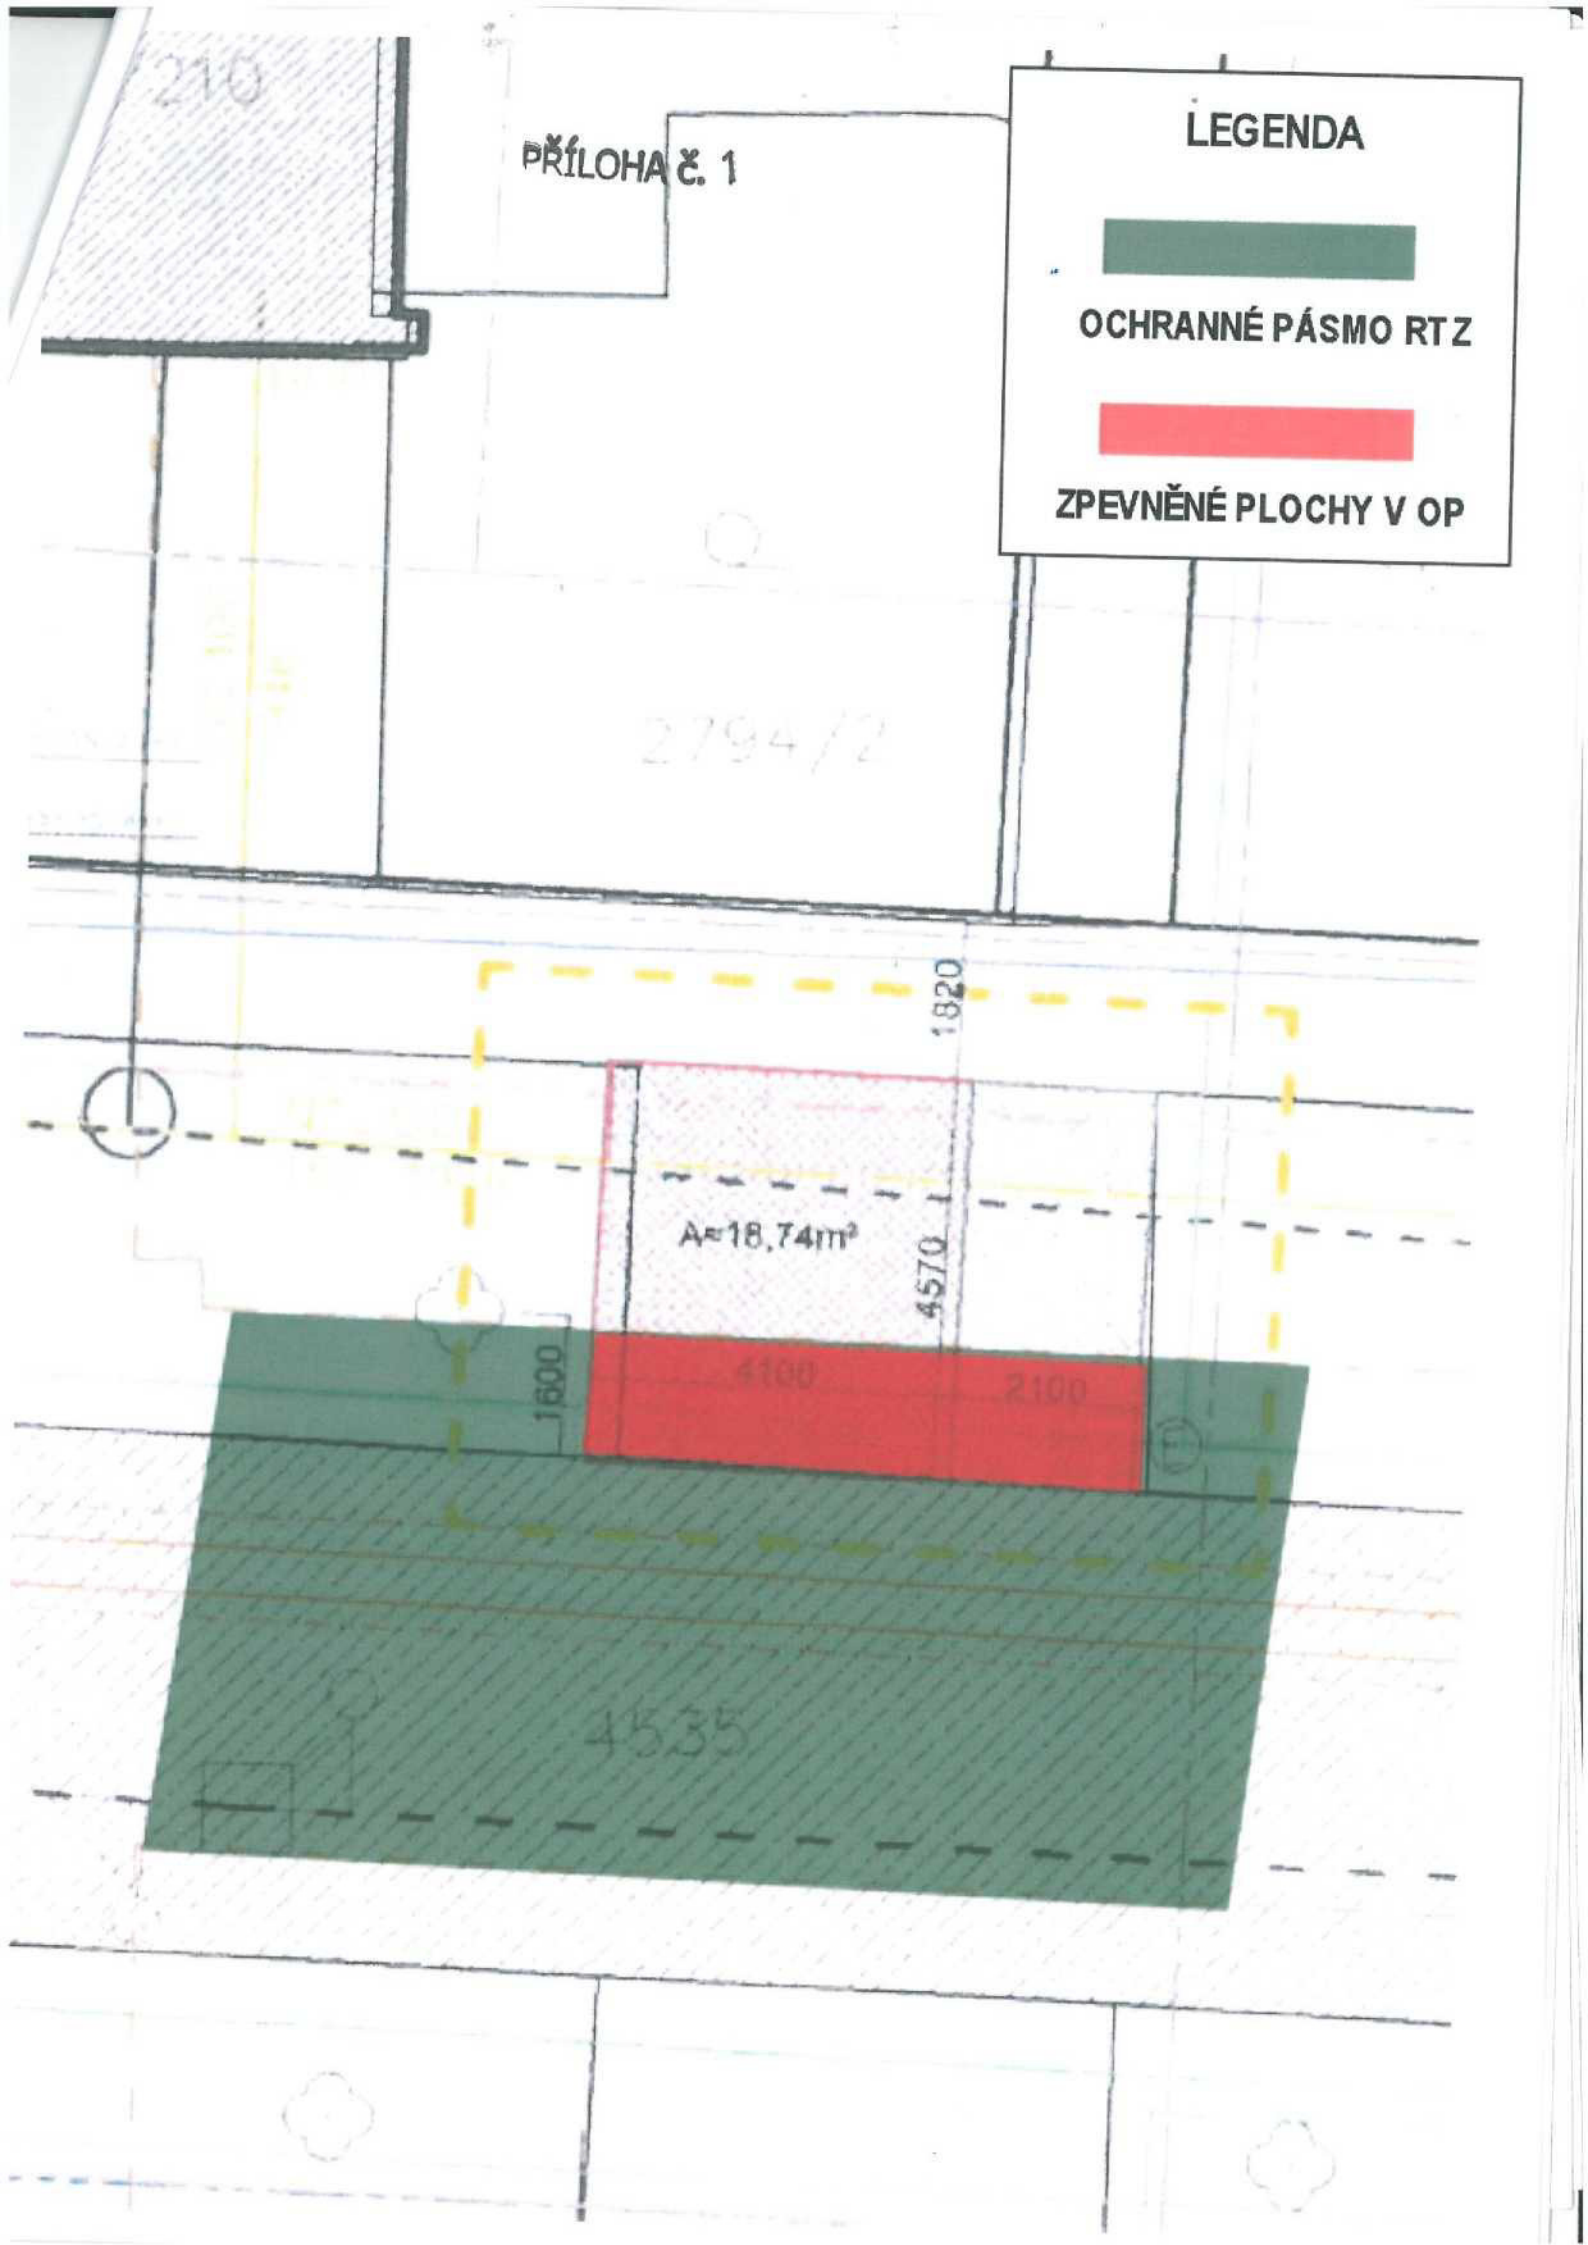 210
PŘÍLOHA č. 1
LEGENDA
OCHRANNÉ PÁSMO RTZ
ZPEVNĚNÉ PLOCHY V OP
2794/2
1820
A=18,74m²
4570
1600
4100
2100
E
4535